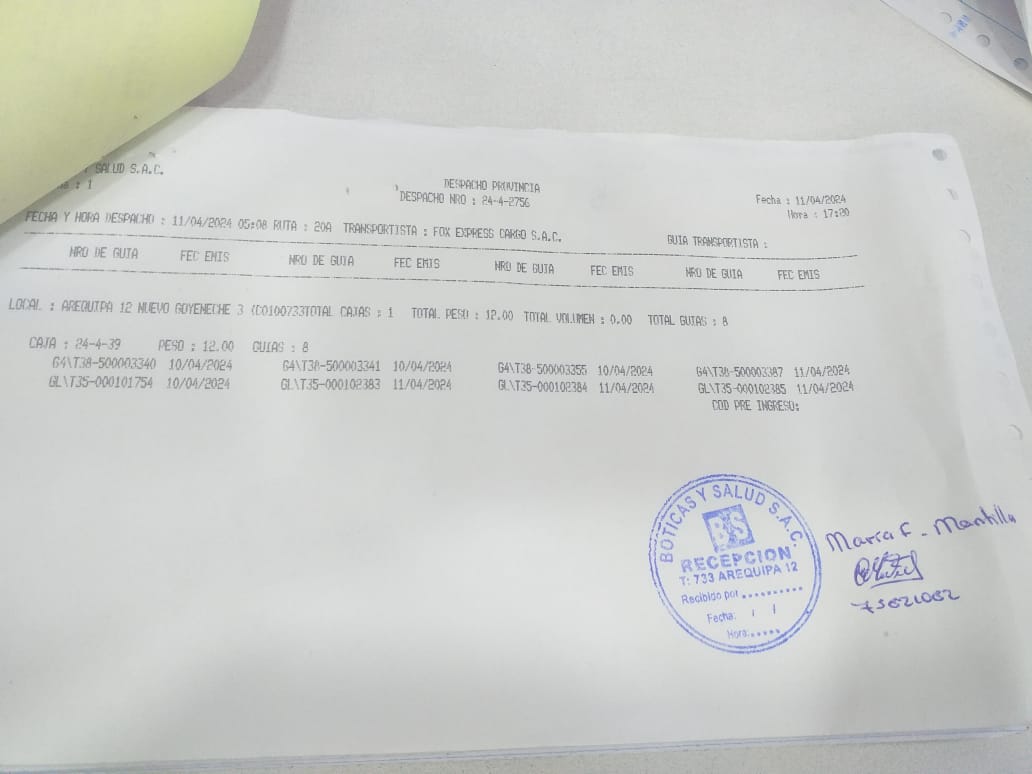 Y SALUD S.A.C.
: 1
DESPACHO PROVINCIA
DESPACHO NRO : 24-4-2756
Fecha : 11/04/2024
Hora : 17:20
FECHA Y HORA DESPACHO : 11/04/2024 05:08 RUTA : 20A TRANSPORTISTA : FOX EXPRESS CARGO S.A.C. GUIA TRANSPORTISTA :
NRO DE GUIA FEC EMIS NRO DE GUIA FEC EMIS NRO DE GUIA FEC EMIS NRO DE GUIA FEC EMIS
LOCAL : AREQUIPA 12 NUEVO GOYENECHE 3 (C0100733TOTAL CAJAS : 1 TOTAL PESO : 12.00 TOTAL VOLUMEN : 0.00 TOTAL GUIAS : 8
CAJA : 24-4-39 PESO : 12.00 GUIAS : 8
G4\T38-500003340 10/04/2024 G4\T38-500003341 10/04/2024 G4\T38-500003355 10/04/2024 G4\T38-500003387 11/04/2024
GL\T35-000101754 10/04/2024 GL\T35-000102383 11/04/2024 GL\T35-000102384 11/04/2024 GL\T35-000102385 11/04/2024
COD PRE INGRESO:
BOTICAS Y SALUD S.A.C.
BS
RECEPCION
T: 733 AREQUIPA 12
Recibido por ..........
Fecha: / /
Hora: .....
María F. Mantilla